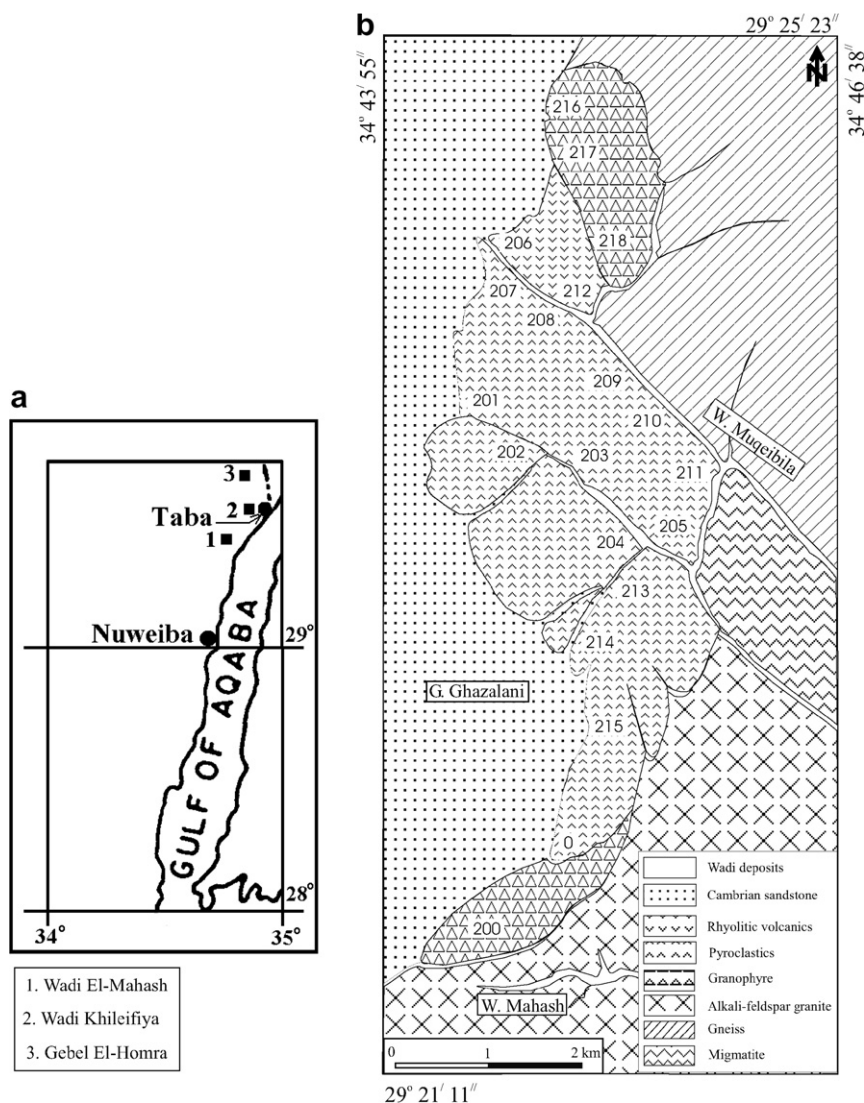 a
3
2
Taba
1
Nuweiba
29°
GULF OF AQABA
28°
34°
35°
1. Wadi El-Mahash
2. Wadi Khileifiya
3. Gebel El-Homra
b
29° 25′ 23″
34° 43′ 55″
34° 46′ 38″
N
216
217
218
206
207
212
208
209
201
210
W. Muqeibila
202
203
211
205
204
213
214
G. Ghazalani
215
0
200
W. Mahash
Wadi deposits
Cambrian sandstone
Rhyolitic volcanics
Pyroclastics
Granophyre
Alkali-feldspar granite
Gneiss
Migmatite
0 1 2 km
29° 21′ 11″